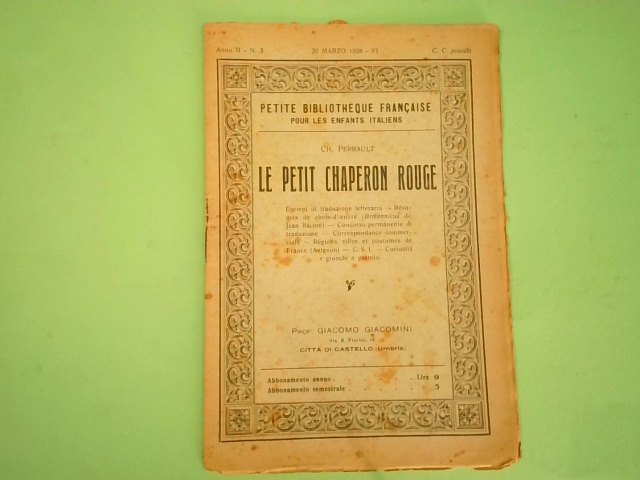 Anno II - N. 3 20 MARZO 1928 - VI C. C. postale
PETITE BIBLIOTHEQUE FRANÇAISE
POUR LES ENFANTS ITALIENS
CH. PERRAULT
LE PETIT CHAPERON ROUGE
Esempi di traduzione letteraria — Résu-
més de chefs-d'œuvre (Britannicus de
Jean Racine) — Concorso permanente di
traduzione — Correspondance commer-
ciale — Régions, villes et coutumes de
France (Avignon) — C. S. I. — Curiosità
e giuochi a premio.
PROF. GIACOMO GIACOMINI
Via S. Florido,
CITTÀ DI CASTELLO (Umbria)
Abbonamento annuo . . . . . . Lire 9
Abbonamento semestrale . . . . . . 5